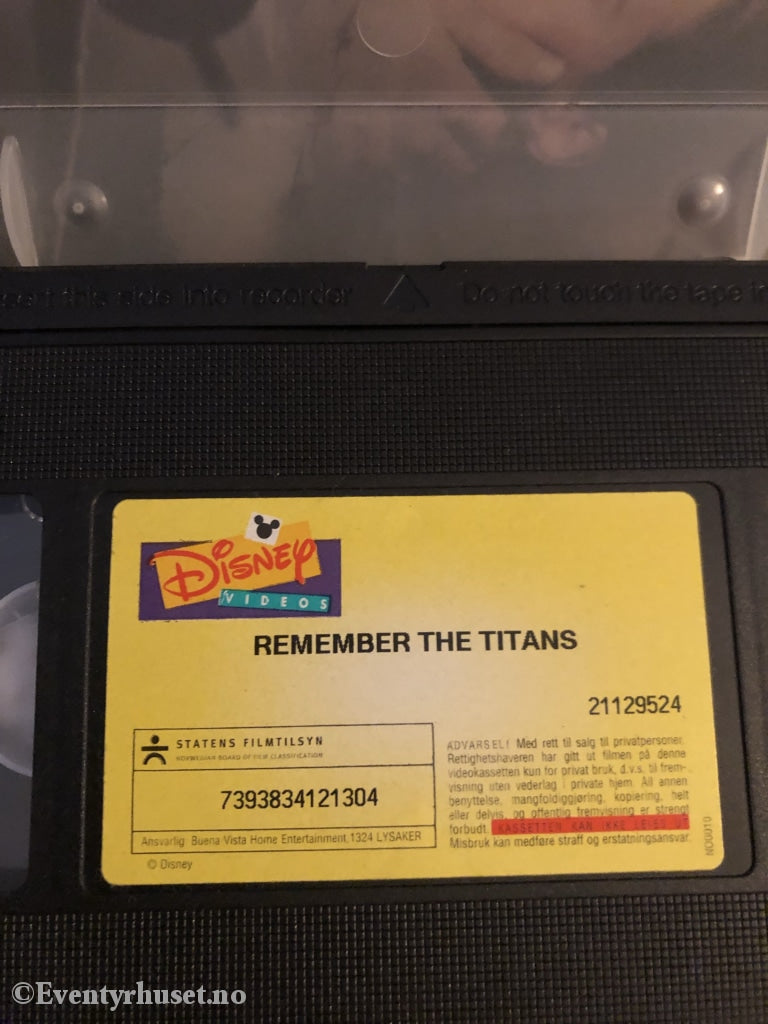 sert this side into recorder
Do not touch the tape in
DISNEY
VIDEOS
REMEMBER THE TITANS
21129524
STATENS FILMTILSYN
NORWEGIAN BOARD OF FILM CLASSIFICATION
7393834121304
Ansvarlig: Buena Vista Home Entertainment, 1324 LYSAKER
© Disney
ADVARSEL! Med rett til salg til privatpersoner.
Rettighetshaveren har gitt ut filmen på denne
videokassetten kun for privat bruk, d.v.s. til frem-
visning uten vederlag i private hjem. All annen
benyttelse, mangfoldiggjøring, kopiering, helt
eller delvis, og offentlig fremvisning er strengt
forbudt. KASSETTEN KAN IKKE LEIES UT
Misbruk kan medføre straff og erstatningsansvar.
NO0010
©Eventyrhuset.no